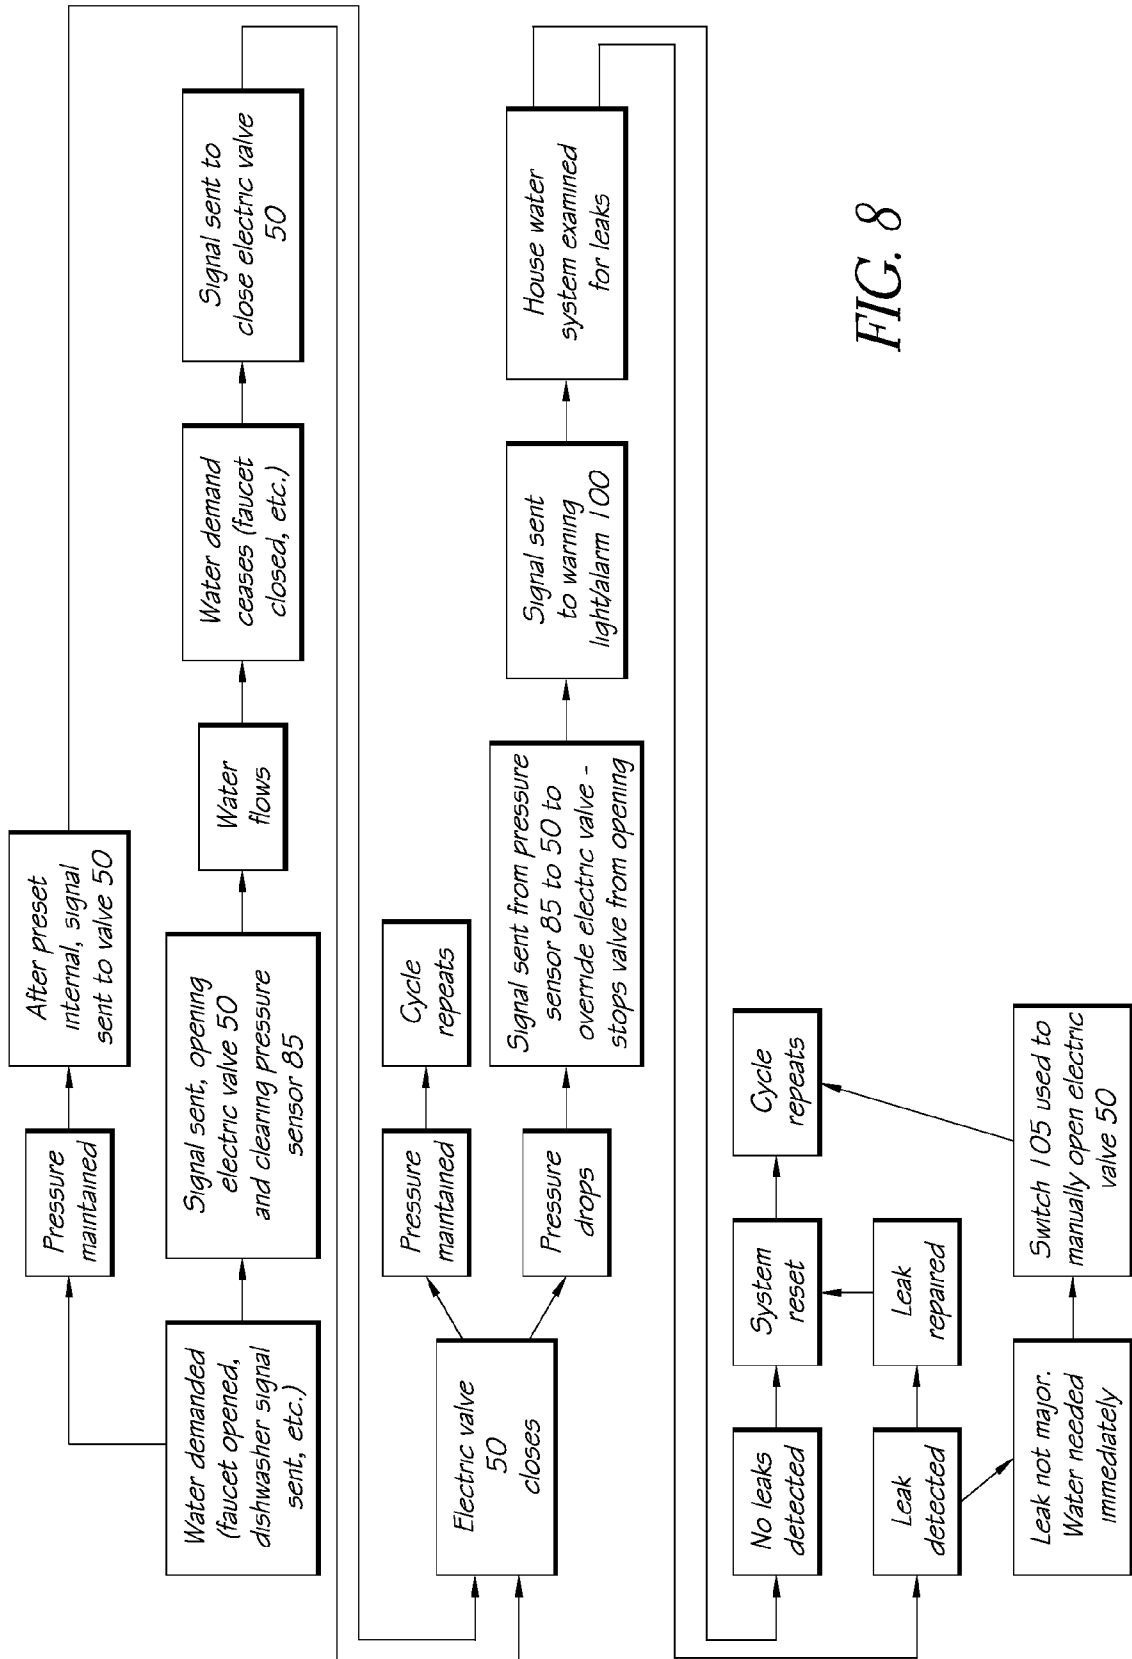 Pressure
maintained
After preset
internal, signal
sent to valve 50
Water demanded
(faucet opened,
dishwasher signal
sent, etc.)
Signal sent, opening
electric valve 50
and clearing pressure
sensor 85
Water
flows
Water demand
ceases (faucet
closed, etc.)
Signal sent to
close electric valve
50
Electric valve
50
closes
Pressure
maintained
Cycle
repeats
Pressure
drops
Signal sent from pressure
sensor 85 to 50 to
override electric valve -
stops valve from opening
Signal sent
to warning
light/alarm 100
House water
system examined
for leaks
No leaks
detected
System
reset
Cycle
repeats
Leak
detected
Leak
repaired
Leak not major.
Water needed
immediately
Switch 105 used to
manually open electric
valve 50
FIG. 8